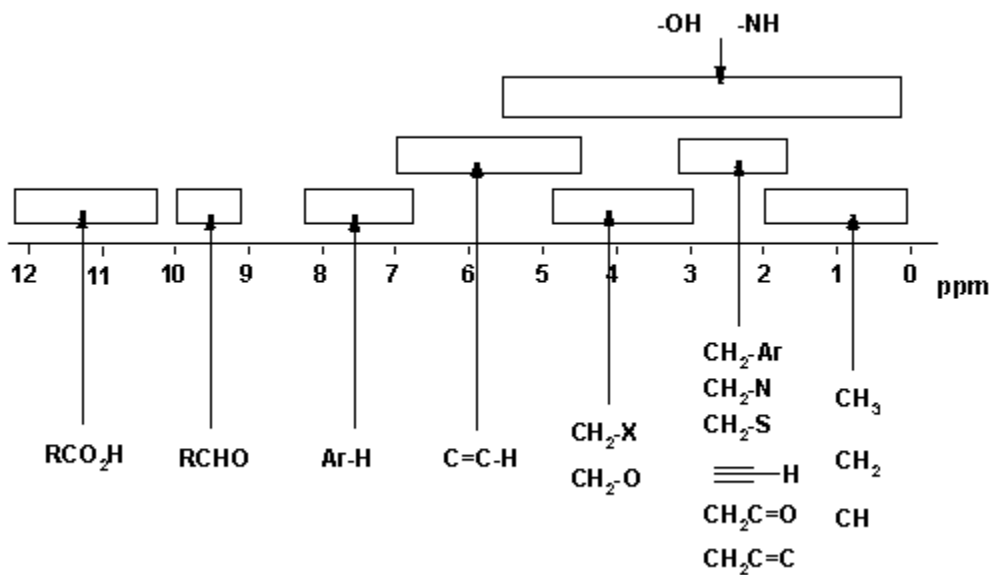 -OH -NH
12 11 10 9 8 7 6 5 4 3 2 1 0 ppm
RCO₂H
RCHO
Ar-H
C=C-H
CH₂-X
CH₂-O
CH₂-Ar
CH₂-N
CH₂-S
H
CH₂C=O
CH₂C=C
CH₃
CH₂
CH